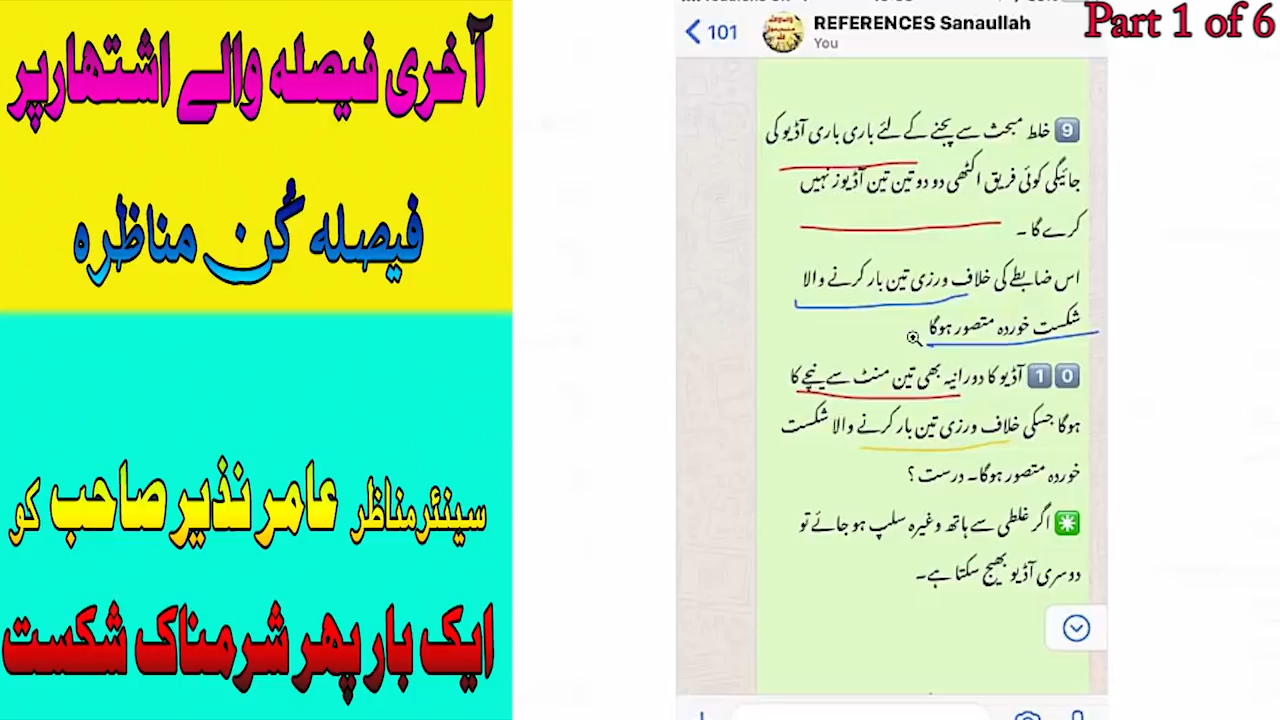 آخری فیصلہ والے اشتہار پر
فیصلہ کُن مناظرہ
سینئر مناظر عامر نذیر صاحب کو
ایک بار پھر شرمناک شکست
Part 1 of 6
101
REFERENCES Sanaullah
You
9 خلط مبحث سے بچنے کے لئے باری باری آڈیو کی
جائیگی کوئی فریق اکٹھی دو دو تین تین آڈیوز نہیں
کرے گا ۔
اس ضابطے کی خلاف ورزی تین بار کرنے والا
شکست خوردہ متصور ہوگا
10 آڈیو کا دورانیہ بھی تین منٹ سے نیچے کا
ہوگا جسکی خلاف ورزی تین بار کرنے والا شکست
خوردہ متصور ہوگا۔ درست ؟
اگر غلطی سے ہاتھ وغیرہ سلپ ہو جائے تو
دوسری آڈیو بھیج سکتا ہے۔